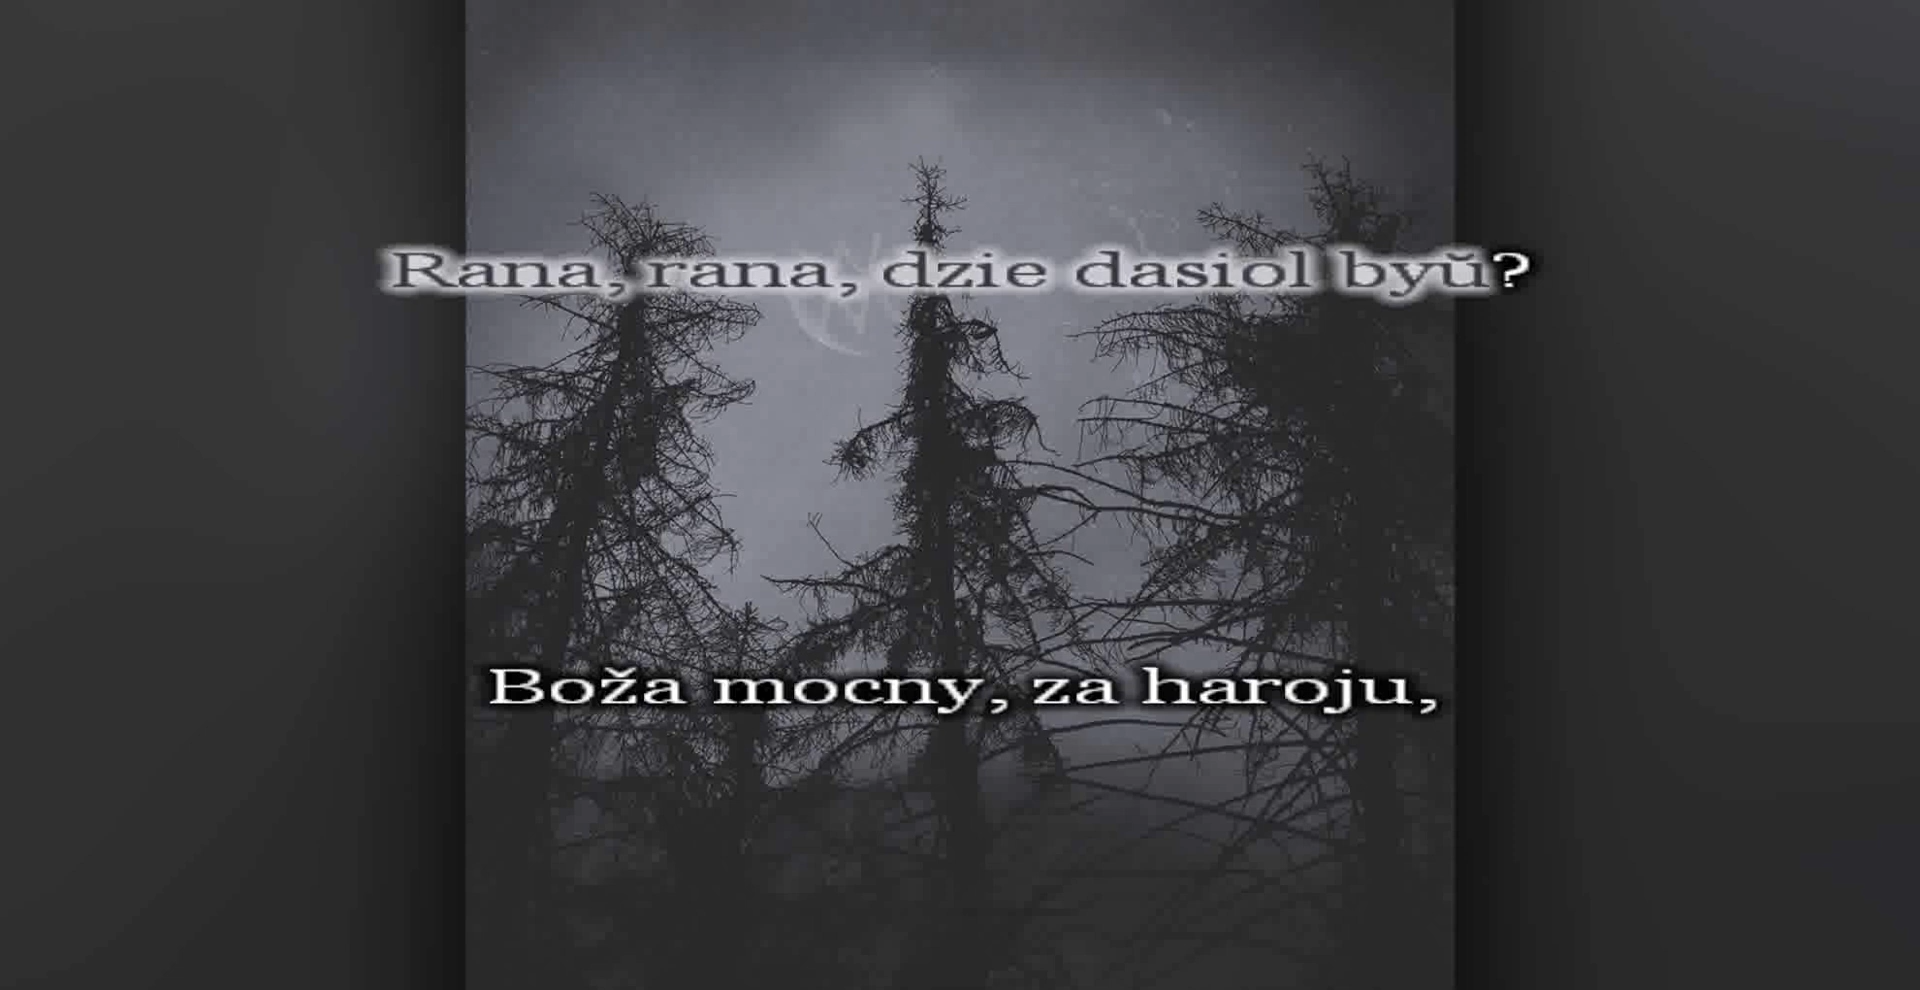 Rana, rana, dzie dasiol byŭ?
Boža mocny, za haroju,